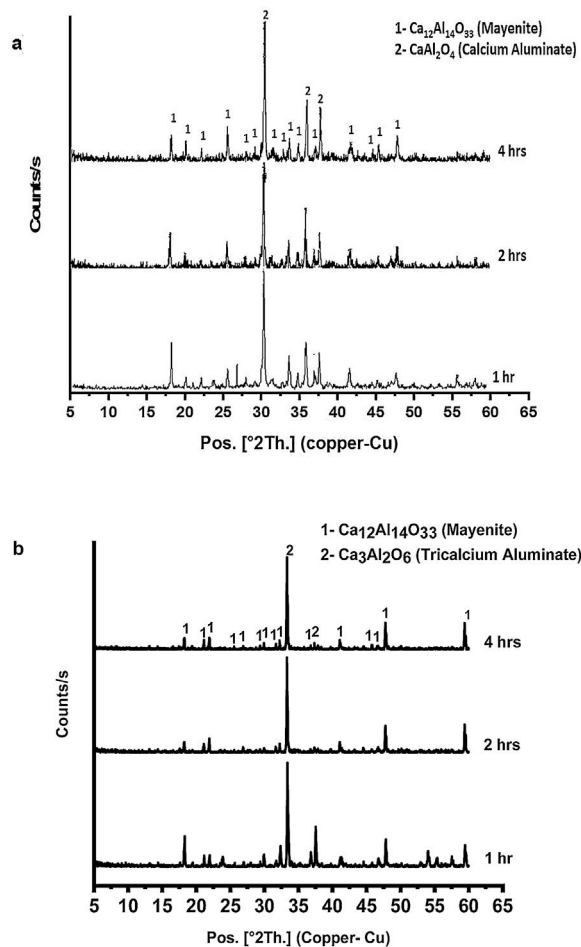 a
1- Ca12Al14O33 (Mayenite)
2- CaAl2O4 (Calcium Aluminate)
2
1 1 1 1 1 1 1 1 1 1 2 1 2 1 1 1 1
4 hrs
2 hrs
1 hr
Counts/s
5 10 15 20 25 30 35 40 45 50 55 60 65
Pos. [°2Th.] (copper-Cu)
b
1- Ca12Al14O33 (Mayenite)
2- Ca3Al2O6 (Tricalcium Aluminate)
2
1 1 1 1 1 1 1 1 1 1 2 1 1 1 1 1
4 hrs
2 hrs
1 hr
Counts/s
5 10 15 20 25 30 35 40 45 50 55 60 65
Pos. [°2Th.] (Copper- Cu)